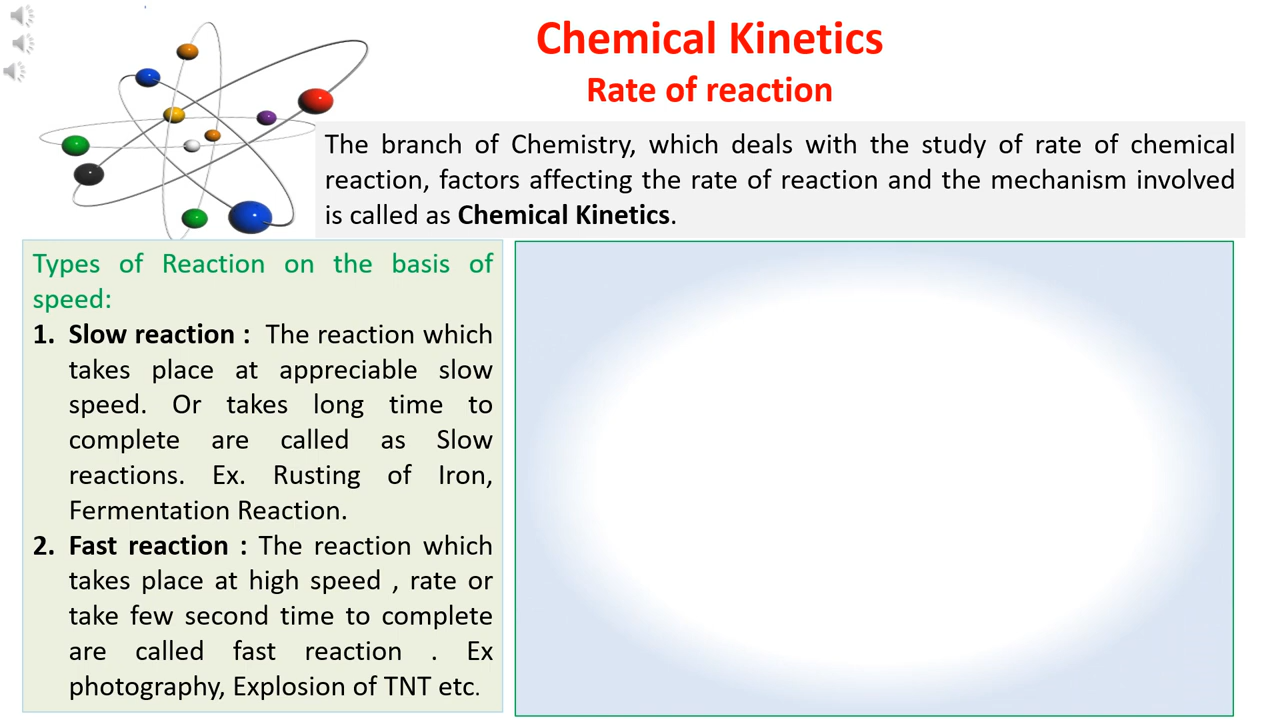 Chemical Kinetics
Rate of reaction
The branch of Chemistry, which deals with the study of rate of chemical
reaction, factors affecting the rate of reaction and the mechanism involved
is called as Chemical Kinetics.
Types of Reaction on the basis of
speed:
1. Slow reaction : The reaction which
takes place at appreciable slow
speed. Or takes long time to
complete are called as Slow
reactions. Ex. Rusting of Iron,
Fermentation Reaction.
2. Fast reaction : The reaction which
takes place at high speed , rate or
take few second time to complete
are called fast reaction . Ex
photography, Explosion of TNT etc.